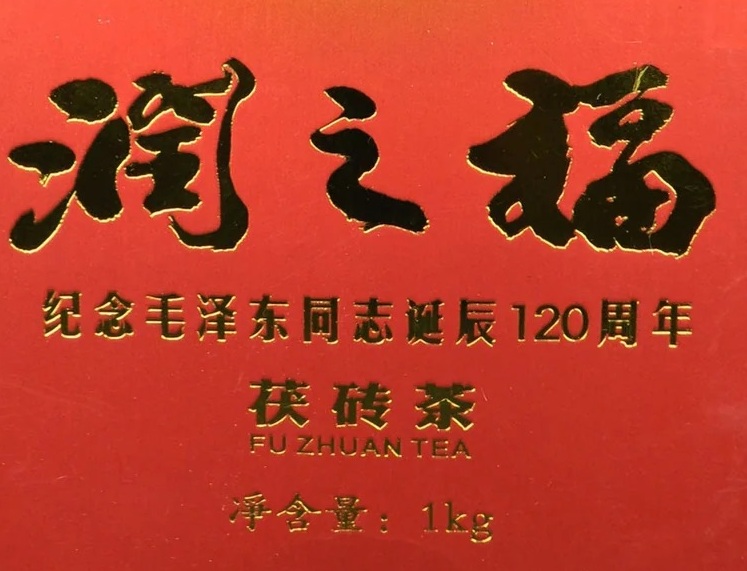 润之福
纪念毛泽东同志诞辰120周年
茯砖茶
FU ZHUAN TEA
净含量：1kg